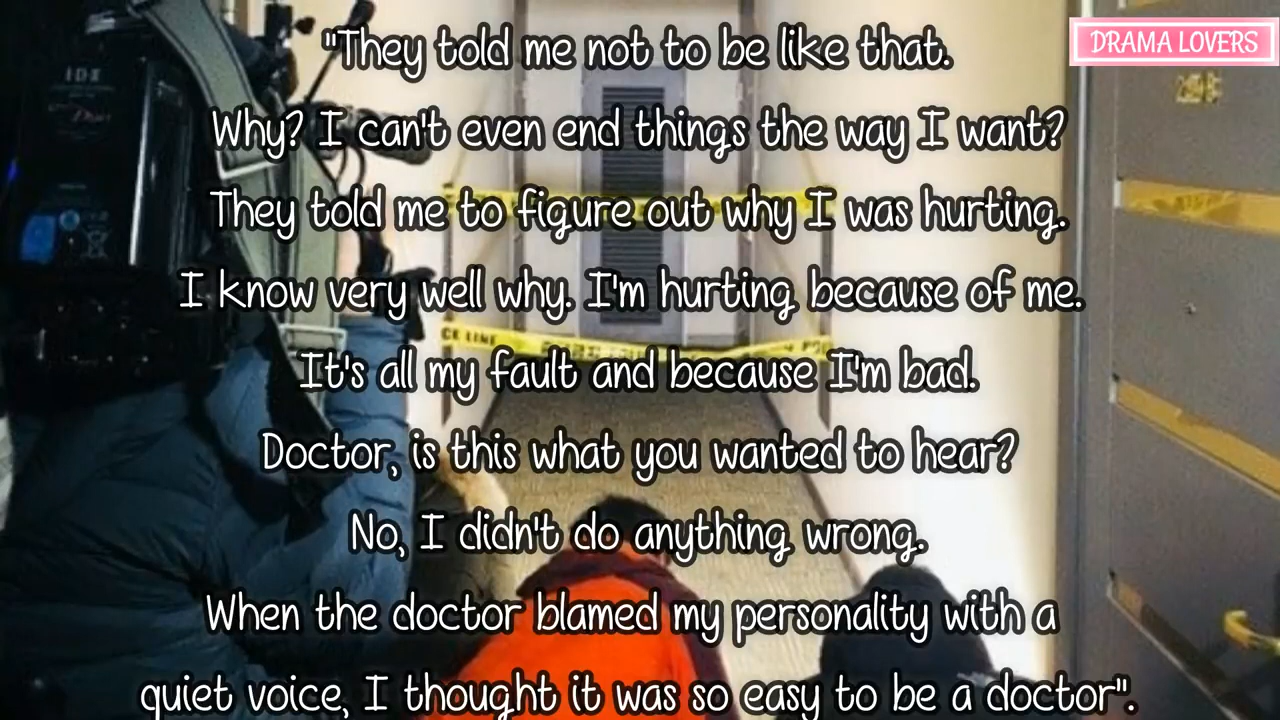 DRAMA LOVERS
"They told me not to be like that.
Why? I can't even end things the way I want?
They told me to figure out why I was hurting.
I know very well why. I'm hurting because of me.
It's all my fault and because I'm bad.
Doctor, is this what you wanted to hear?
No, I didn't do anything wrong.
When the doctor blamed my personality with a
quiet voice, I thought it was so easy to be a doctor".
IDX
CE LINE